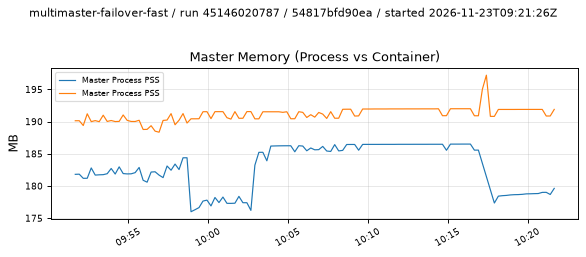 multimaster-failover-fast / run 45146020787 / 54817bfd90ea / started 2026-11-23T09:21:26Z
Master Memory (Process vs Container)
Master Process PSS
Master Process PSS
MB
195
190
185
180
175
09:55
10:00
10:05
10:10
10:15
10:20